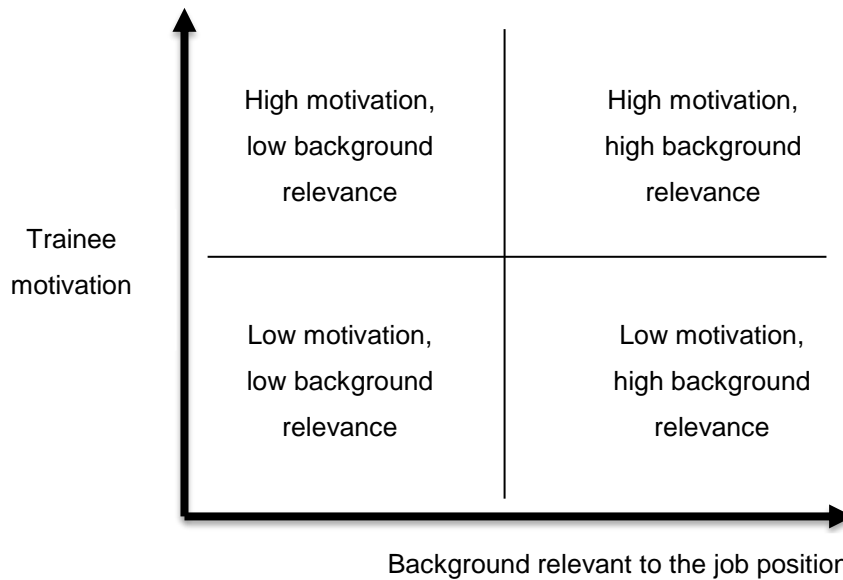 High motivation,
low background
relevance
High motivation,
high background
relevance
Trainee
motivation
Low motivation,
low background
relevance
Low motivation,
high background
relevance
Background relevant to the job position